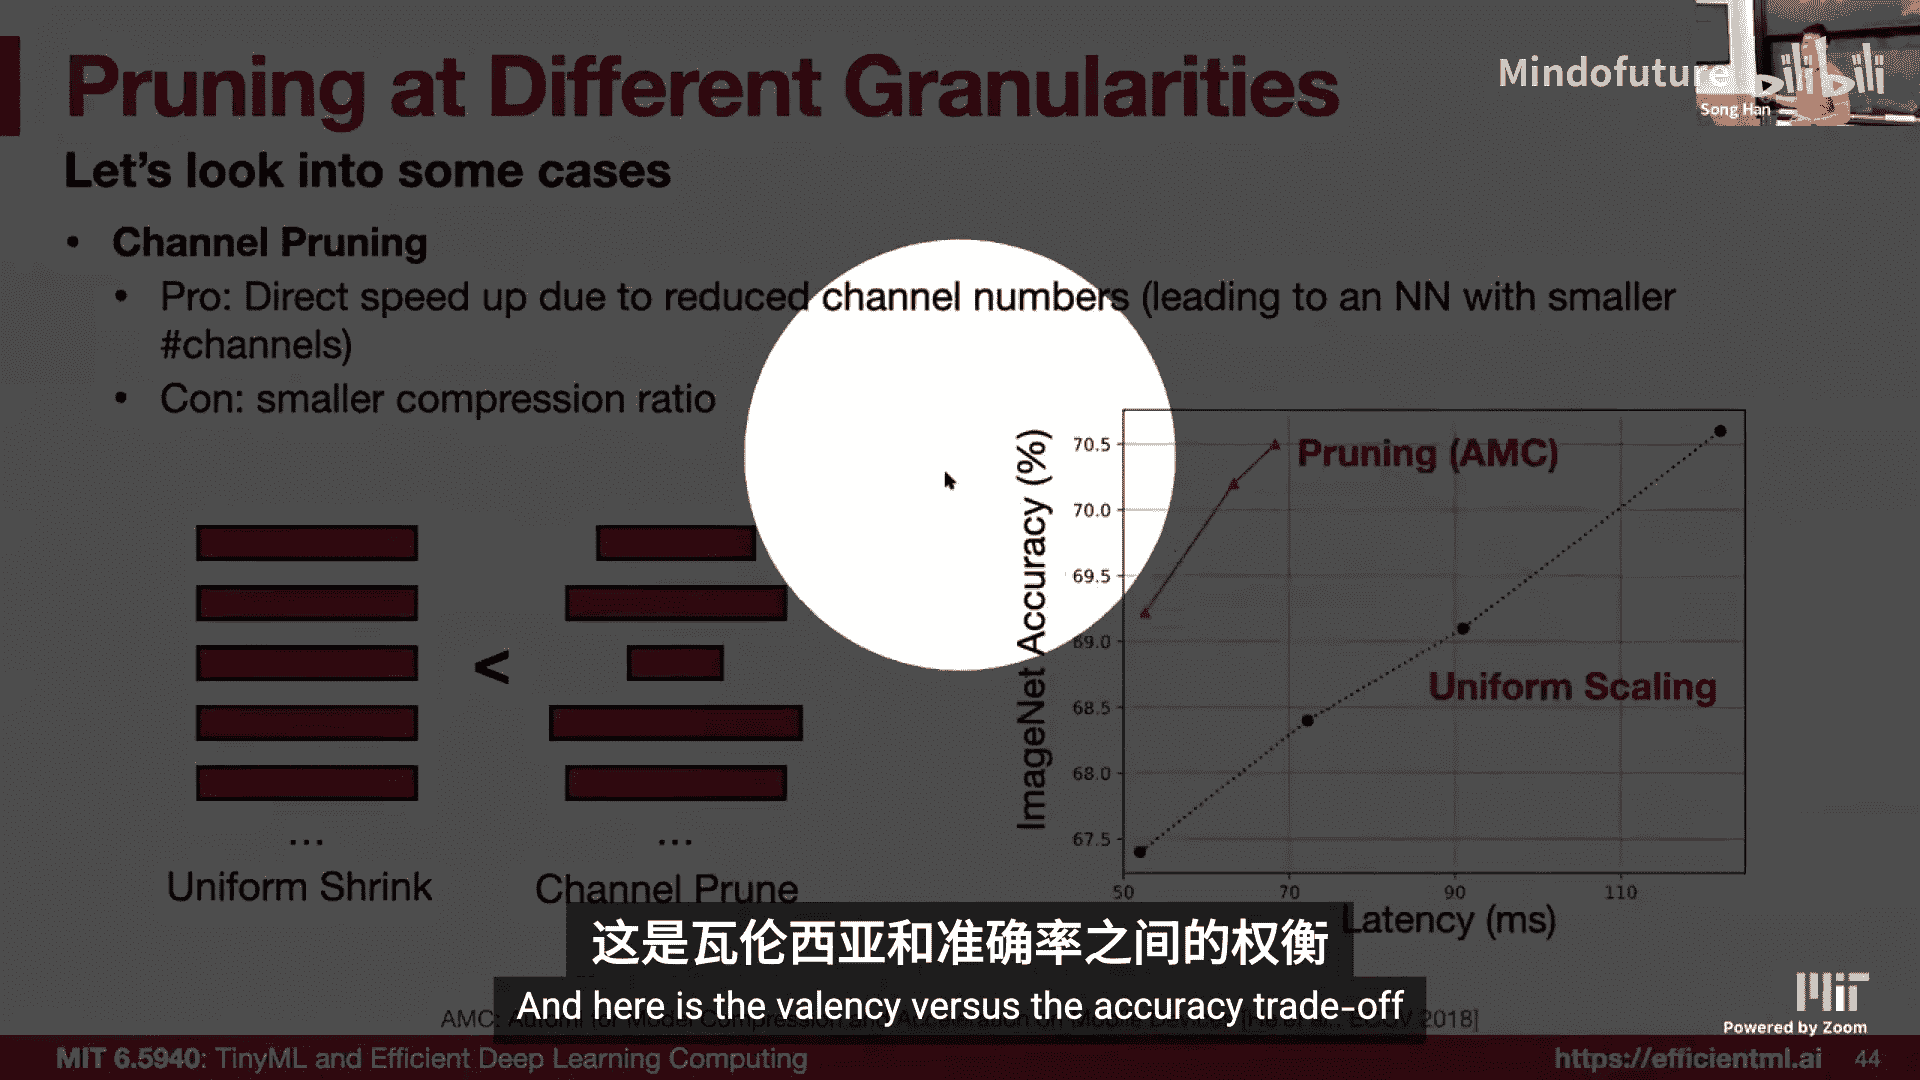 Pruning at Different Granularities
Mindofuture
bilibili
Song Han
Let's look into some cases
• Channel Pruning
• Pro: Direct speed up due to reduced channel numbers (leading to an NN with smaller
#channels)
• Con: smaller compression ratio
<
...
...
Uniform Shrink
Channel Prune
ImageNet Accuracy (%)
70.5
70.0
69.5
69.0
68.5
68.0
67.5
50
70
90
110
Pruning (AMC)
Uniform Scaling
Latency (ms)
这是瓦伦西亚和准确率之间的权衡
And here is the valency versus the accuracy trade-off
AMC: 2018]
MIT
Powered by Zoom
MIT 6.5940: TinyML and Efficient Deep Learning Computing
https://efficientml.ai
44